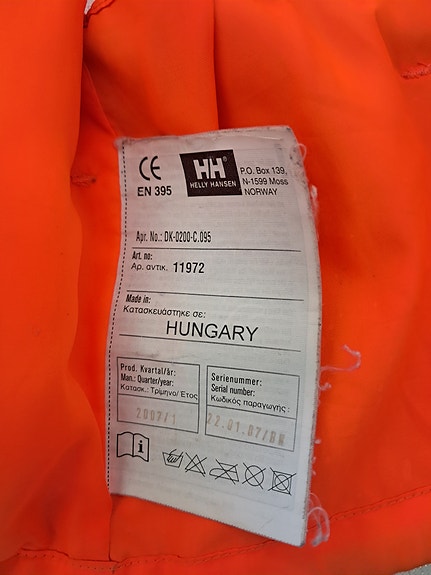 CE
EN 395
HH
HELLY HANSEN
P.O. Box 139,
N-1599 Moss
NORWAY
Apr. No.: DK-0200-C.095
Art. no:
Αρ. αντικ. 11972
Made in:
Κατασκευάστηκε σε:
HUNGARY
Prod. Kvartal/år:
Man.: Quarter/year:
Κατασκ.: Τρίμηνο/Έτος
2007/1
Serienummer:
Serial number:
Κωδικός παραγωγής :
22.01.07/BR